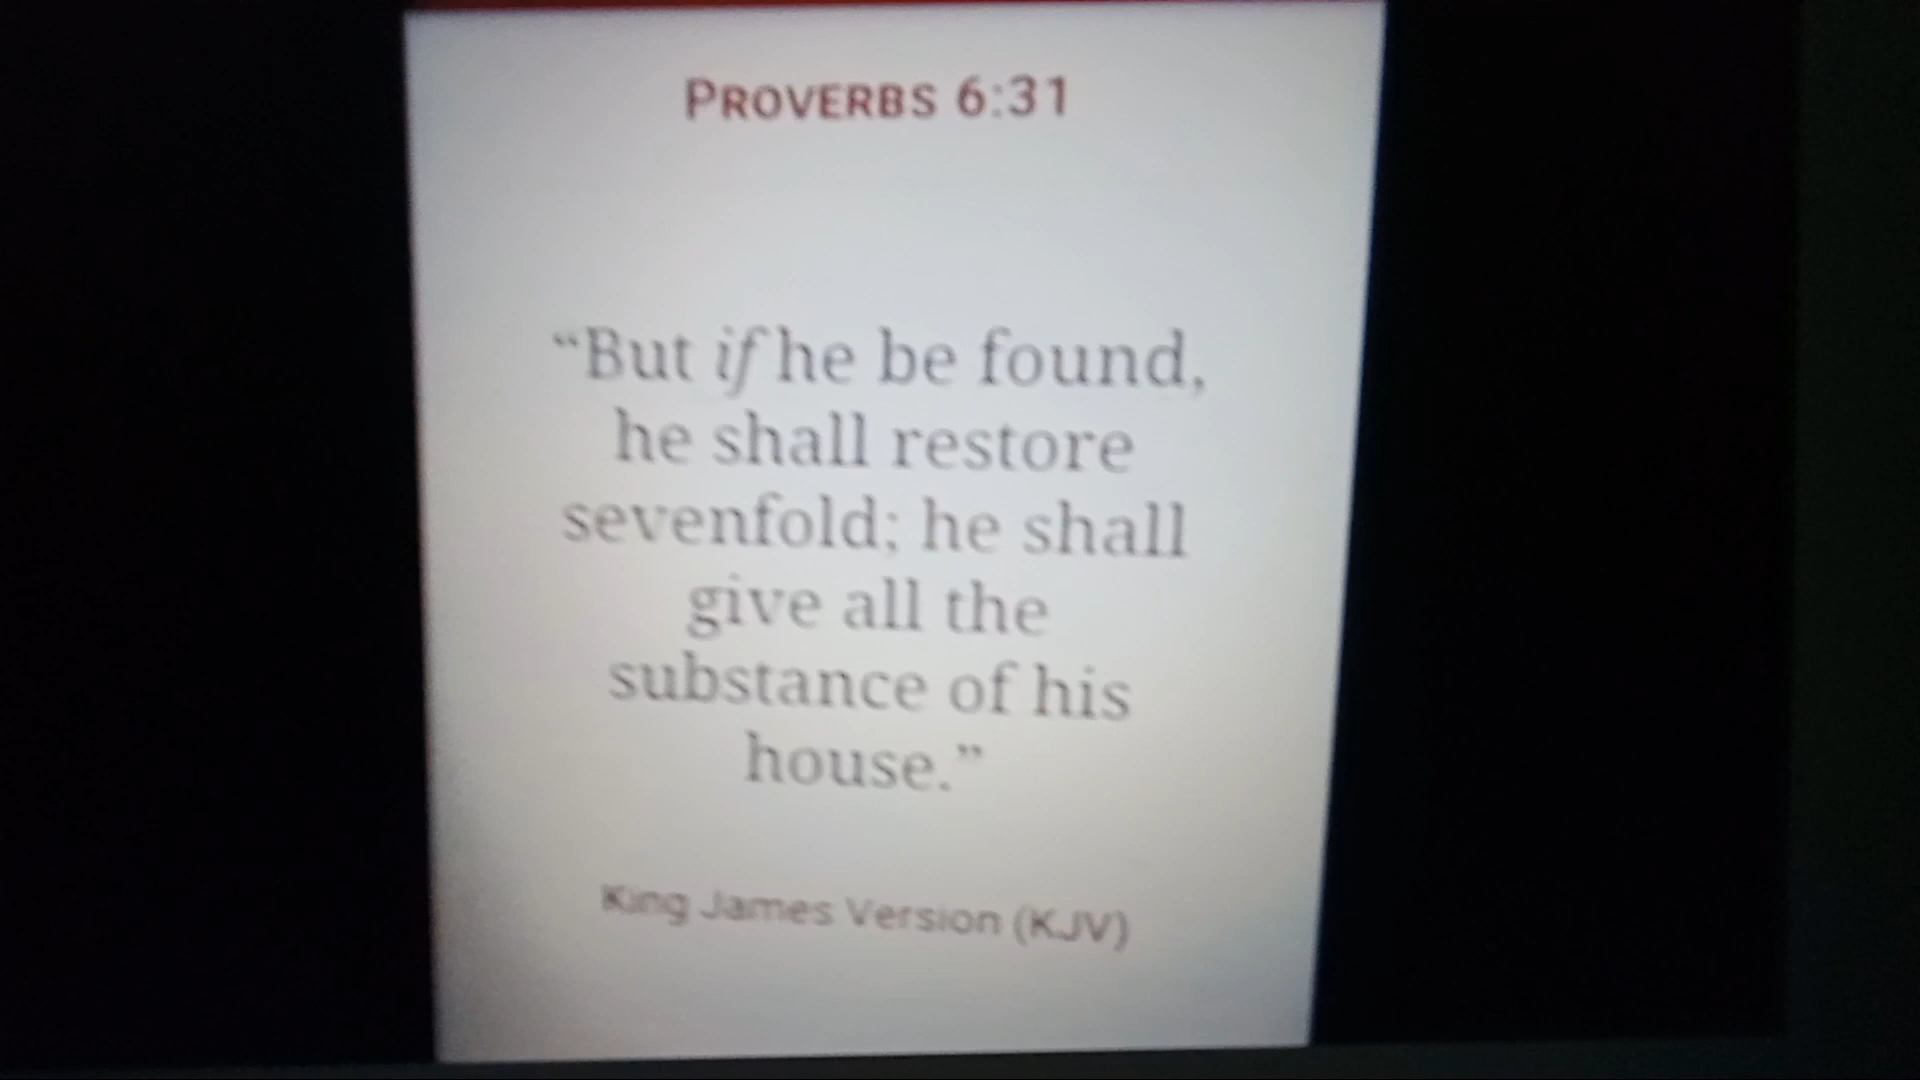 PROVERBS 6:31
“But if he be found,
he shall restore
sevenfold; he shall
give all the
substance of his
house.”
King James Version (KJV)